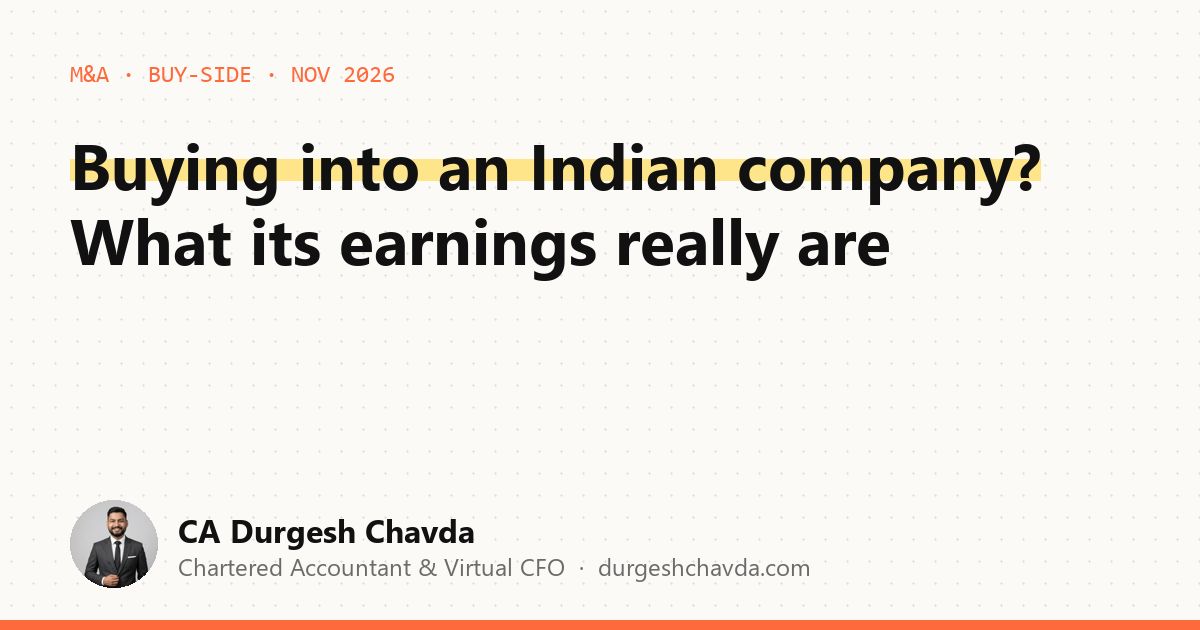 M&A · BUY-SIDE · NOV 2026
Buying into an Indian company?
What its earnings really are
CA Durgesh Chavda
Chartered Accountant & Virtual CFO · durgeshchavda.com